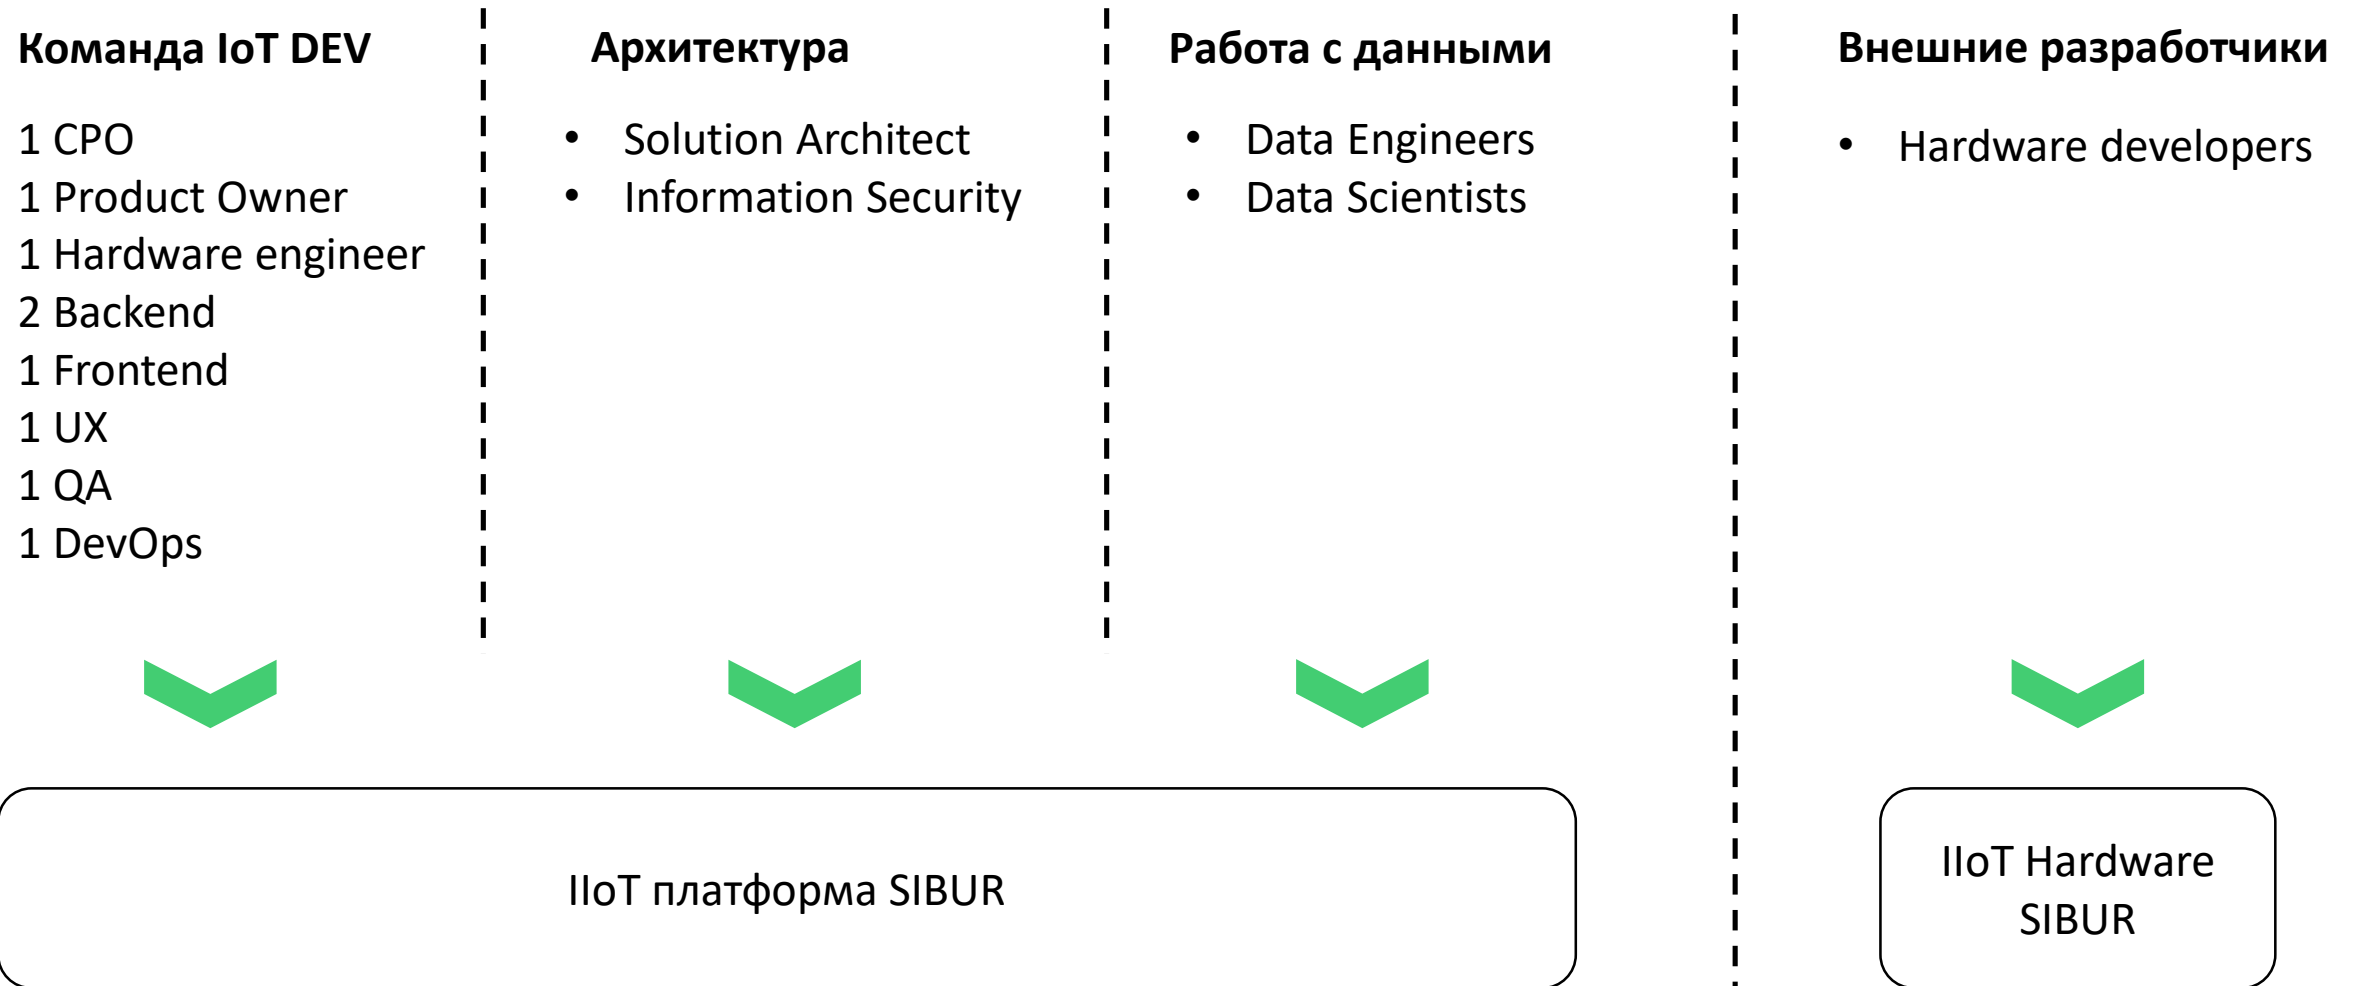 Команда IoT DEV
1 CPO
1 Product Owner
1 Hardware engineer
2 Backend
1 Frontend
1 UX
1 QA
1 DevOps
Архитектура
• Solution Architect
• Information Security
Работа с данными
• Data Engineers
• Data Scientists
Внешние разработчики
• Hardware developers
IIoT платформа SIBUR
IIoT Hardware
SIBUR